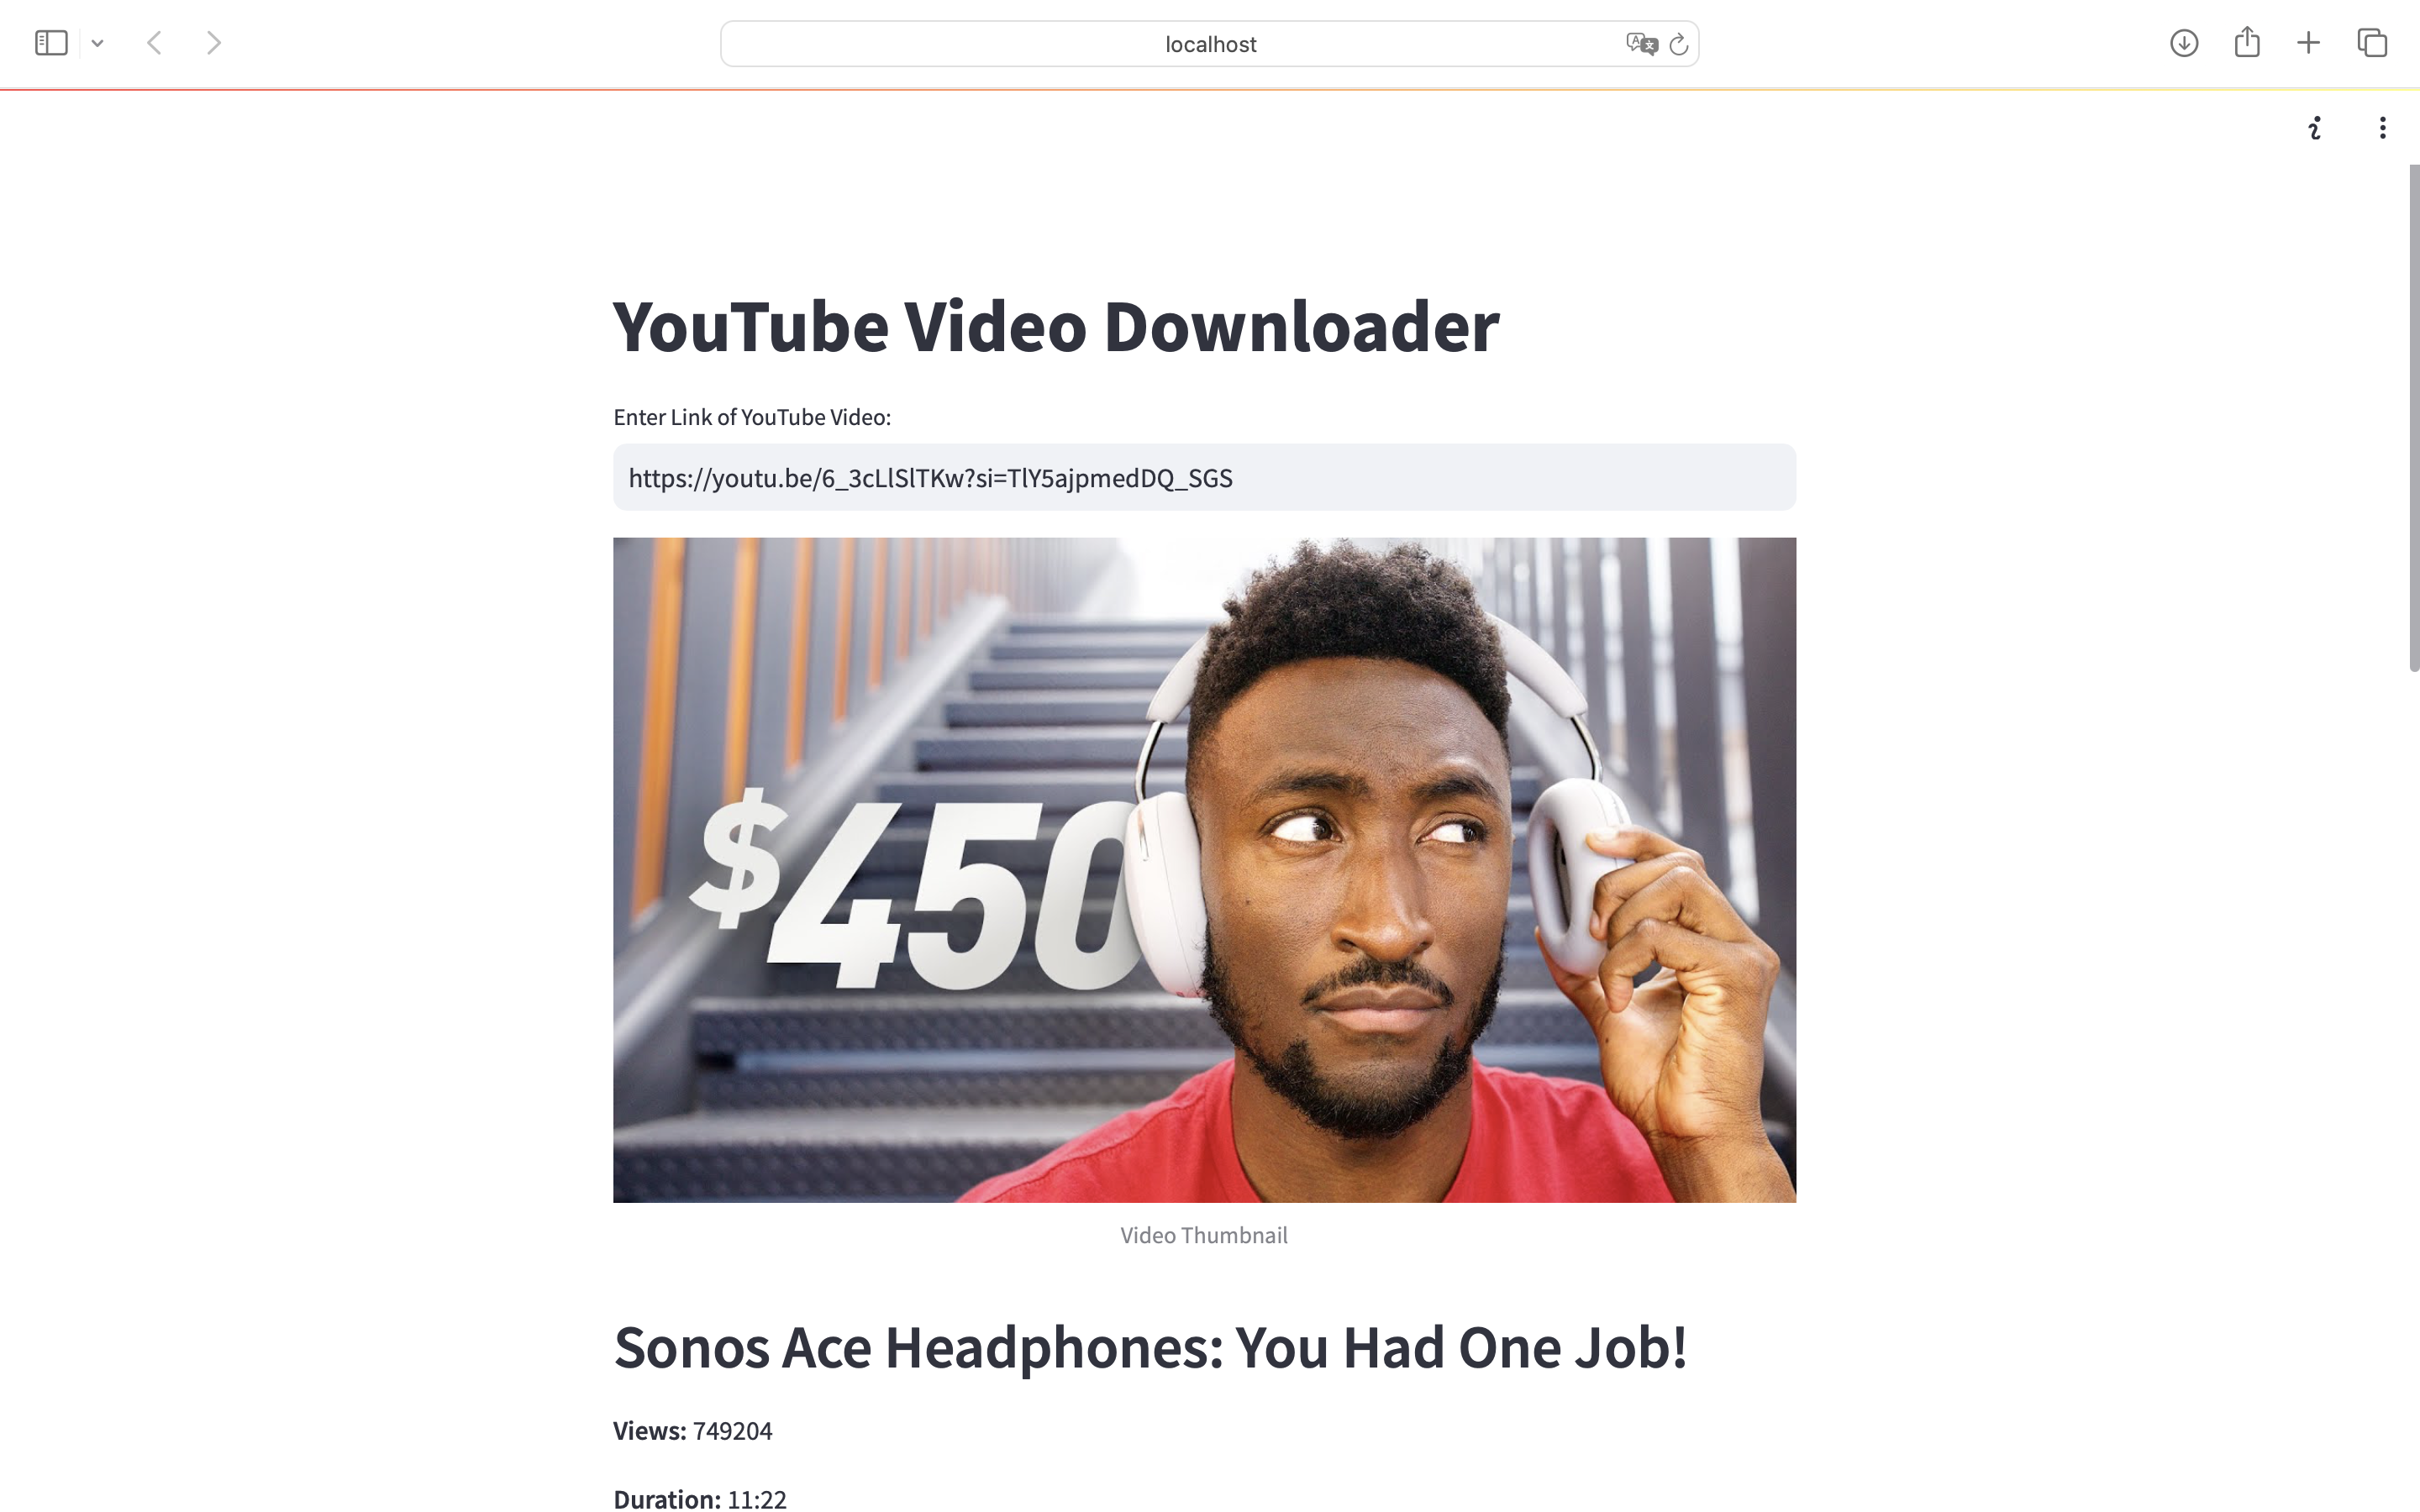 localhost
YouTube Video Downloader
Enter Link of YouTube Video:
https://youtu.be/6_3cLlSlTKw?si=TlY5ajpmedDQ_SGS
$450
Video Thumbnail
Sonos Ace Headphones: You Had One Job!
Views: 749204
Duration: 11:22